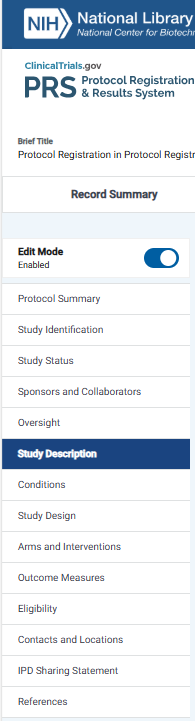 NIH National Library
National Center for Biotechn
ClinicalTrials.gov
PRS Protocol Registration
& Results System
Brief Title
Protocol Registration in Protocol Registr
Record Summary
Edit Mode
Enabled
Protocol Summary
Study Identification
Study Status
Sponsors and Collaborators
Oversight
Study Description
Conditions
Study Design
Arms and Interventions
Outcome Measures
Eligibility
Contacts and Locations
IPD Sharing Statement
References